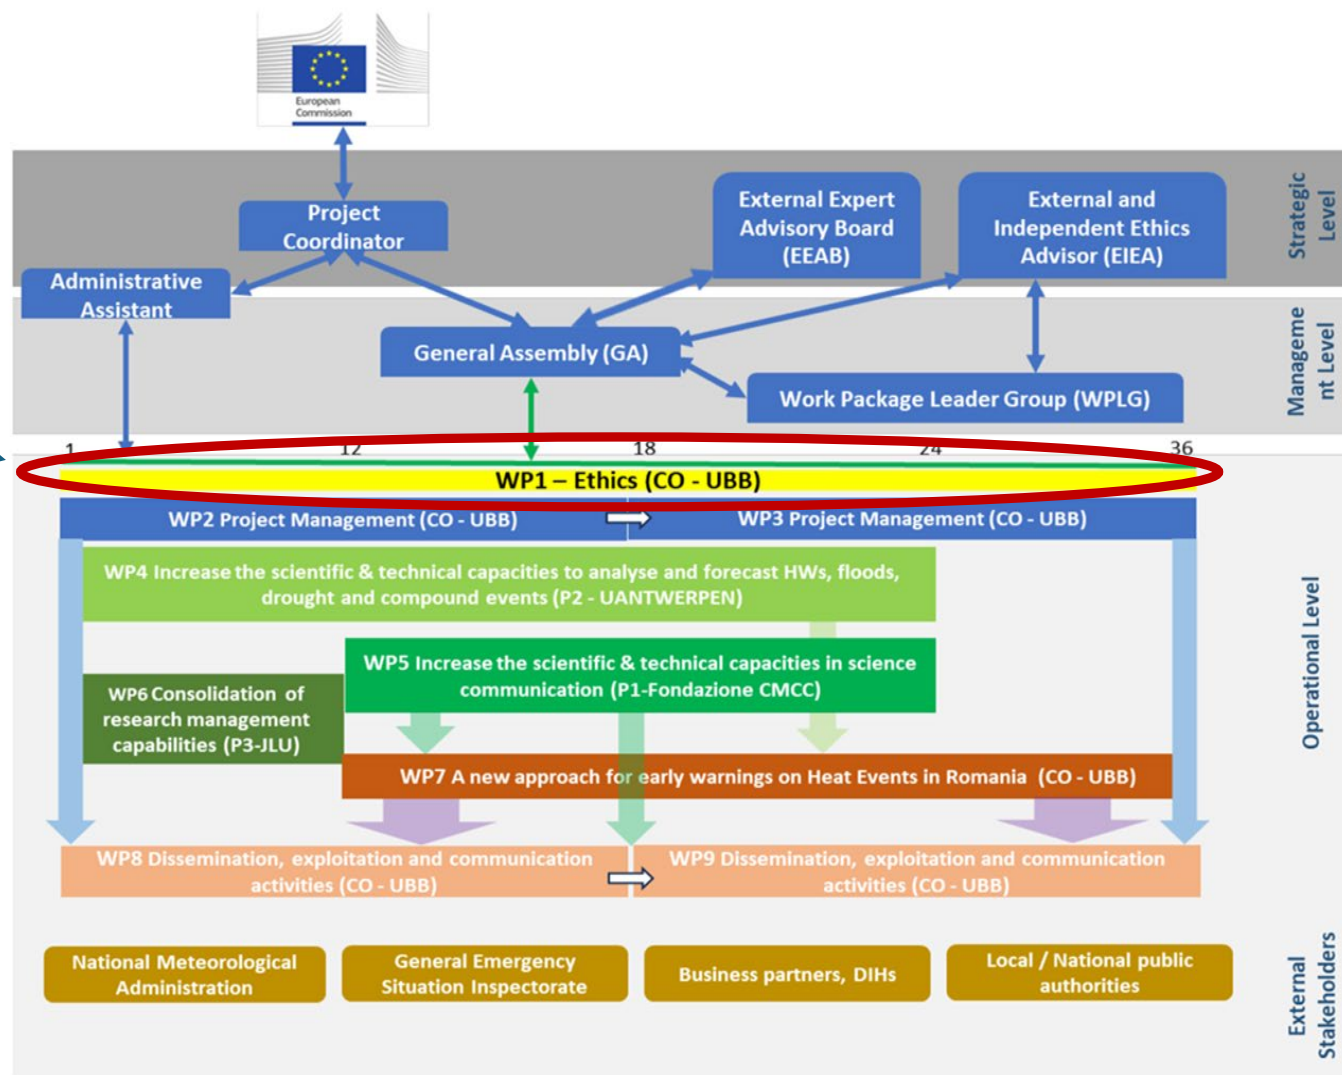 European
Commission
Project
Coordinator
External Expert
Advisory Board
(EEAB)
External and
Independent Ethics
Advisor (EIEA)
Strategic
Level
Administrative
Assistant
General Assembly (GA)
Work Package Leader Group (WPLG)
Manageme
nt Level
1
12
18
24
36
WP1 – Ethics (CO - UBB)
WP2 Project Management (CO - UBB)
WP3 Project Management (CO - UBB)
WP4 Increase the scientific & technical capacities to analyse and forecast HWs, floods,
drought and compound events (P2 - UANTWERPEN)
WP5 Increase the scientific & technical capacities in science
communication (P1-Fondazione CMCC)
WP6 Consolidation of
research management
capabilities (P3-JLU)
WP7 A new approach for early warnings on Heat Events in Romania (CO - UBB)
Operational Level
WP8 Dissemination, exploitation and communication
activities (CO - UBB)
WP9 Dissemination, exploitation and communication
activities (CO - UBB)
National Meteorological
Administration
General Emergency
Situation Inspectorate
Business partners, DIHs
Local / National public
authorities
External
Stakeholders